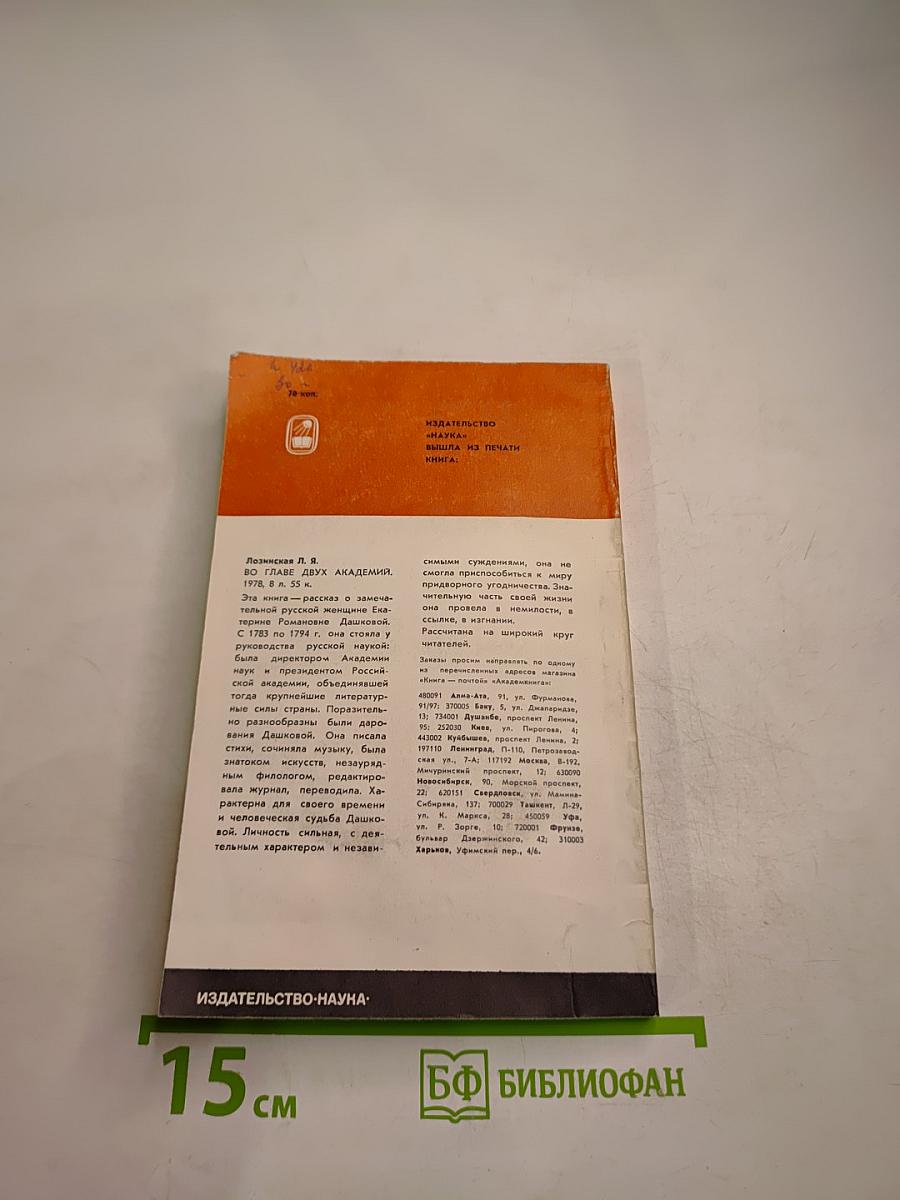 70 коп.
ИЗДАТЕЛЬСТВО
«НАУКА»
ВЫШЛА ИЗ ПЕЧАТИ
КНИГА:
Лозинская Л. Я.
ВО ГЛАВЕ ДВУХ АКАДЕМИЙ.
1978, 8 л. 55 к.
Эта книга — рассказ о замеча-
тельной русской женщине Ека-
терине Романовне Дашковой.
С 1783 по 1794 г. она стояла у
руководства русской наукой:
была директором Академии
наук и президентом Россий-
ской академии, объединявшей
тогда крупнейшие литератур-
ные силы страны. Поразитель-
но разнообразны были даро-
вания Дашковой. Она писала
стихи, сочиняла музыку, была
знатоком искусств, незауряд-
ным филологом, редактиро-
вала журнал, переводила. Ха-
рактерна для своего времени
и человеческая судьба Дашко-
вой. Личность сильная, с дея-
тельным характером и незави-
симыми суждениями, она не
смогла приспособиться к миру
придворного угодничества. Зна-
чительную часть своей жизни
она провела в немилости, в
ссылке, в изгнании.
Рассчитана на широкий круг
читателей.
Заказы просим направлять по одному
из перечисленных адресов магазина
«Книга — почтой» «Академкнига»:
480091 Алма-Ата, 91, ул. Фурманова,
91/97; 370005 Баку, 5, ул. Джапаридзе,
13; 734001 Душанбе, проспект Ленина,
95; 252030 Киев, ул. Пирогова, 4;
443002 Куйбышев, проспект Ленина, 2;
197110 Ленинград, П-110, Петрозавод-
ская ул., 7-А; 117192 Москва, В-192,
Мичуринский проспект, 12; 630090
Новосибирск, 90, Морской проспект,
22; 620151 Свердловск, ул. Мамина-
Сибиряка, 137; 700029 Ташкент, Л-29,
ул. К. Маркса, 28; 450059 Уфа,
ул. Р. Зорге, 10; 720001 Фрунзе,
бульвар Дзержинского, 42; 310003
Харьков, Уфимский пер., 4/6.
ИЗДАТЕЛЬСТВО·НАУКА·
15 см
БФ БИБЛИОФАН